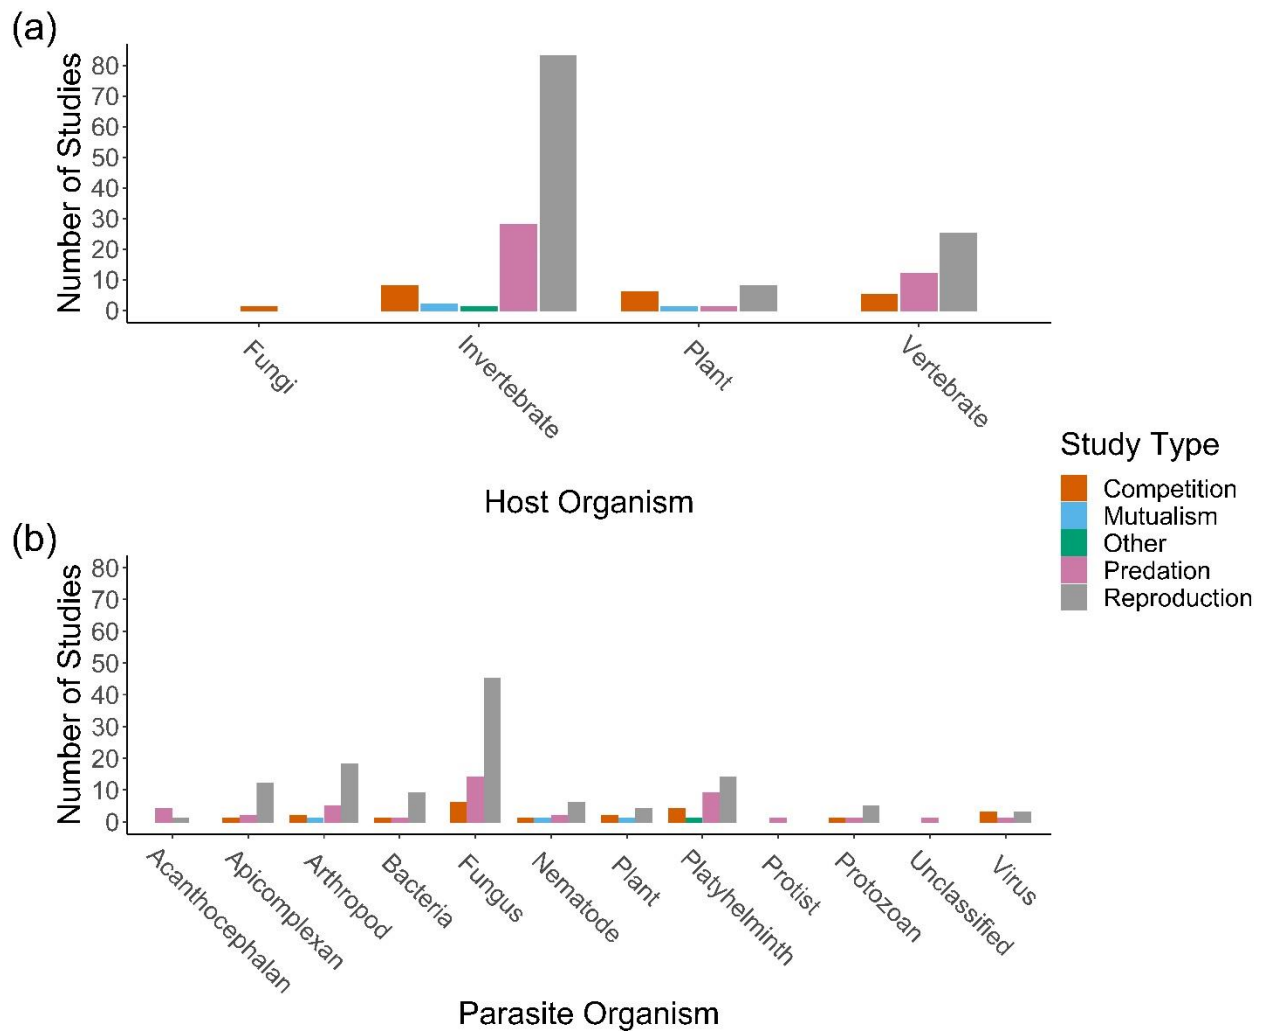 (a)
Number of Studies
80
70
60
50
40
30
20
10
0
Fungi
Invertebrate
Plant
Vertebrate
Host Organism
Study Type
Competition
Mutualism
Other
Predation
Reproduction
(b)
Number of Studies
80
70
60
50
40
30
20
10
0
Acanthocephalan
Apicomplexan
Arthropod
Bacteria
Fungus
Nematode
Plant
Platyhelminth
Protist
Protozoan
Unclassified
Virus
Parasite Organism